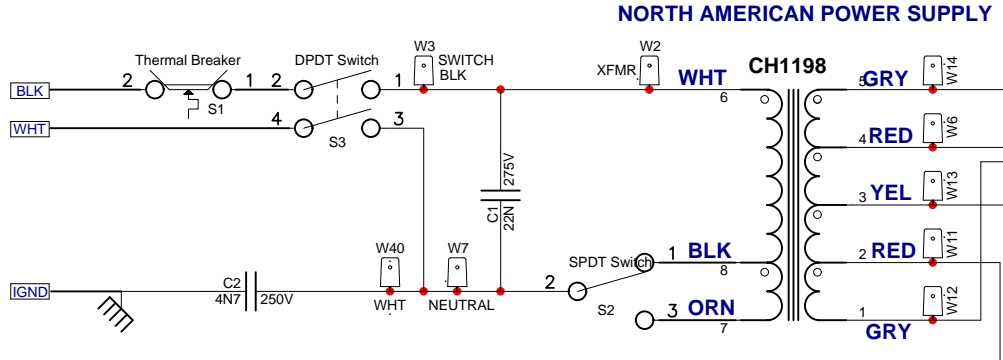 NORTH AMERICAN POWER SUPPLY
Thermal Breaker
DPDT Switch
W3
SWITCH
BLK
W2
XFMR
WHT
CH1198
GRY
W14
BLK
2
1
2
1
6
5
S1
WHT
4
3
S3
4
RED
W6
275V
C1
22N
3
YEL
W13
W40
W7
SPDT Switch
1
BLK
8
2
RED
W11
IGND
C2
4N7
250V
WHT
NEUTRAL
2
S2
3
ORN
7
1
GRY
W12